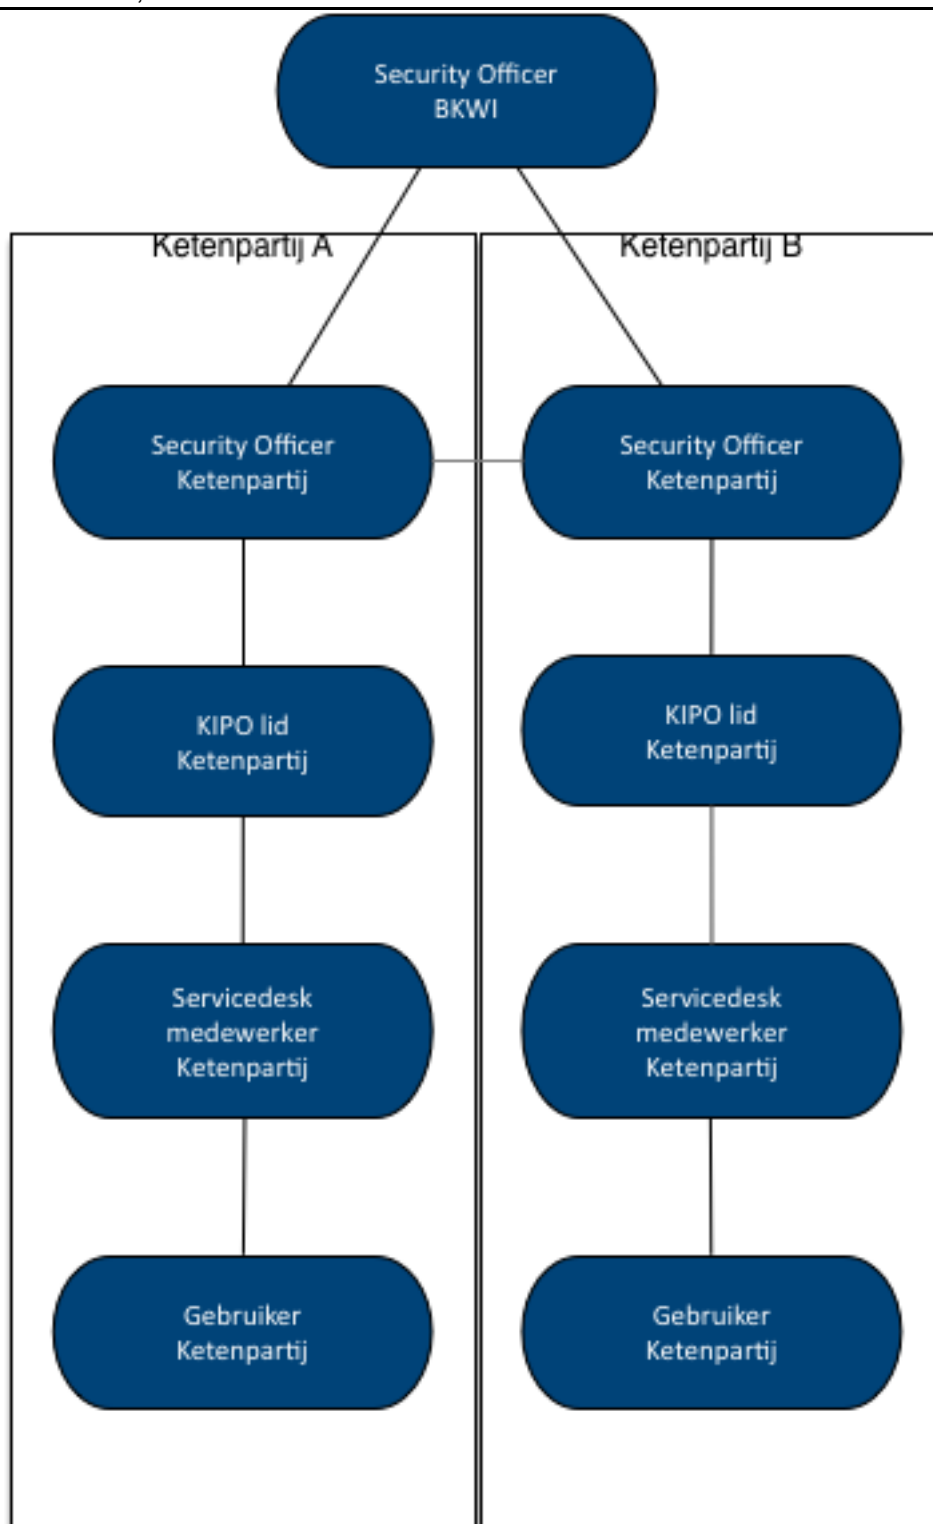 Security Officer
BKWI
Ketenpartij A
Ketenpartij B
Security Officer
Ketenpartij
Security Officer
Ketenpartij
KIPO lid
Ketenpartij
KIPO lid
Ketenpartij
Servicedesk
medewerker
Ketenpartij
Servicedesk
medewerker
Ketenpartij
Gebruiker
Ketenpartij
Gebruiker
Ketenpartij